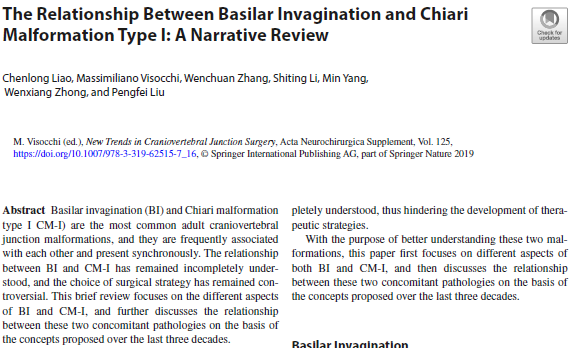 The Relationship Between Basilar Invagination and Chiari
Malformation Type I: A Narrative Review
Check for
updates
Chenlong Liao, Massimiliano Visocchi, Wenchuan Zhang, Shiting Li, Min Yang,
Wenxiang Zhong, and Pengfei Liu
M. Visocchi (ed.), New Trends in Craniovertebral Junction Surgery, Acta Neurochirurgica Supplement, Vol. 125,
https://doi.org/10.1007/978-3-319-62515-7_16, © Springer International Publishing AG, part of Springer Nature 2019
Abstract Basilar invagination (BI) and Chiari malformation
type I CM-I) are the most common adult craniovertebral
junction malformations, and they are frequently associated
with each other and present synchronously. The relationship
between BI and CM-I has remained incompletely under-
stood, and the choice of surgical strategy has remained con-
troversial. This brief review focuses on the different aspects
of BI and CM-I, and further discusses the relationship
between these two concomitant pathologies on the basis of
the concepts proposed over the last three decades.
pletely understood, thus hindering the development of thera-
peutic strategies.
With the purpose of better understanding these two mal-
formations, this paper first focuses on different aspects of
both BI and CM-I, and then discusses the relationship
between these two concomitant pathologies on the basis of
the concepts proposed over the last three decades.
Basilar Invagination